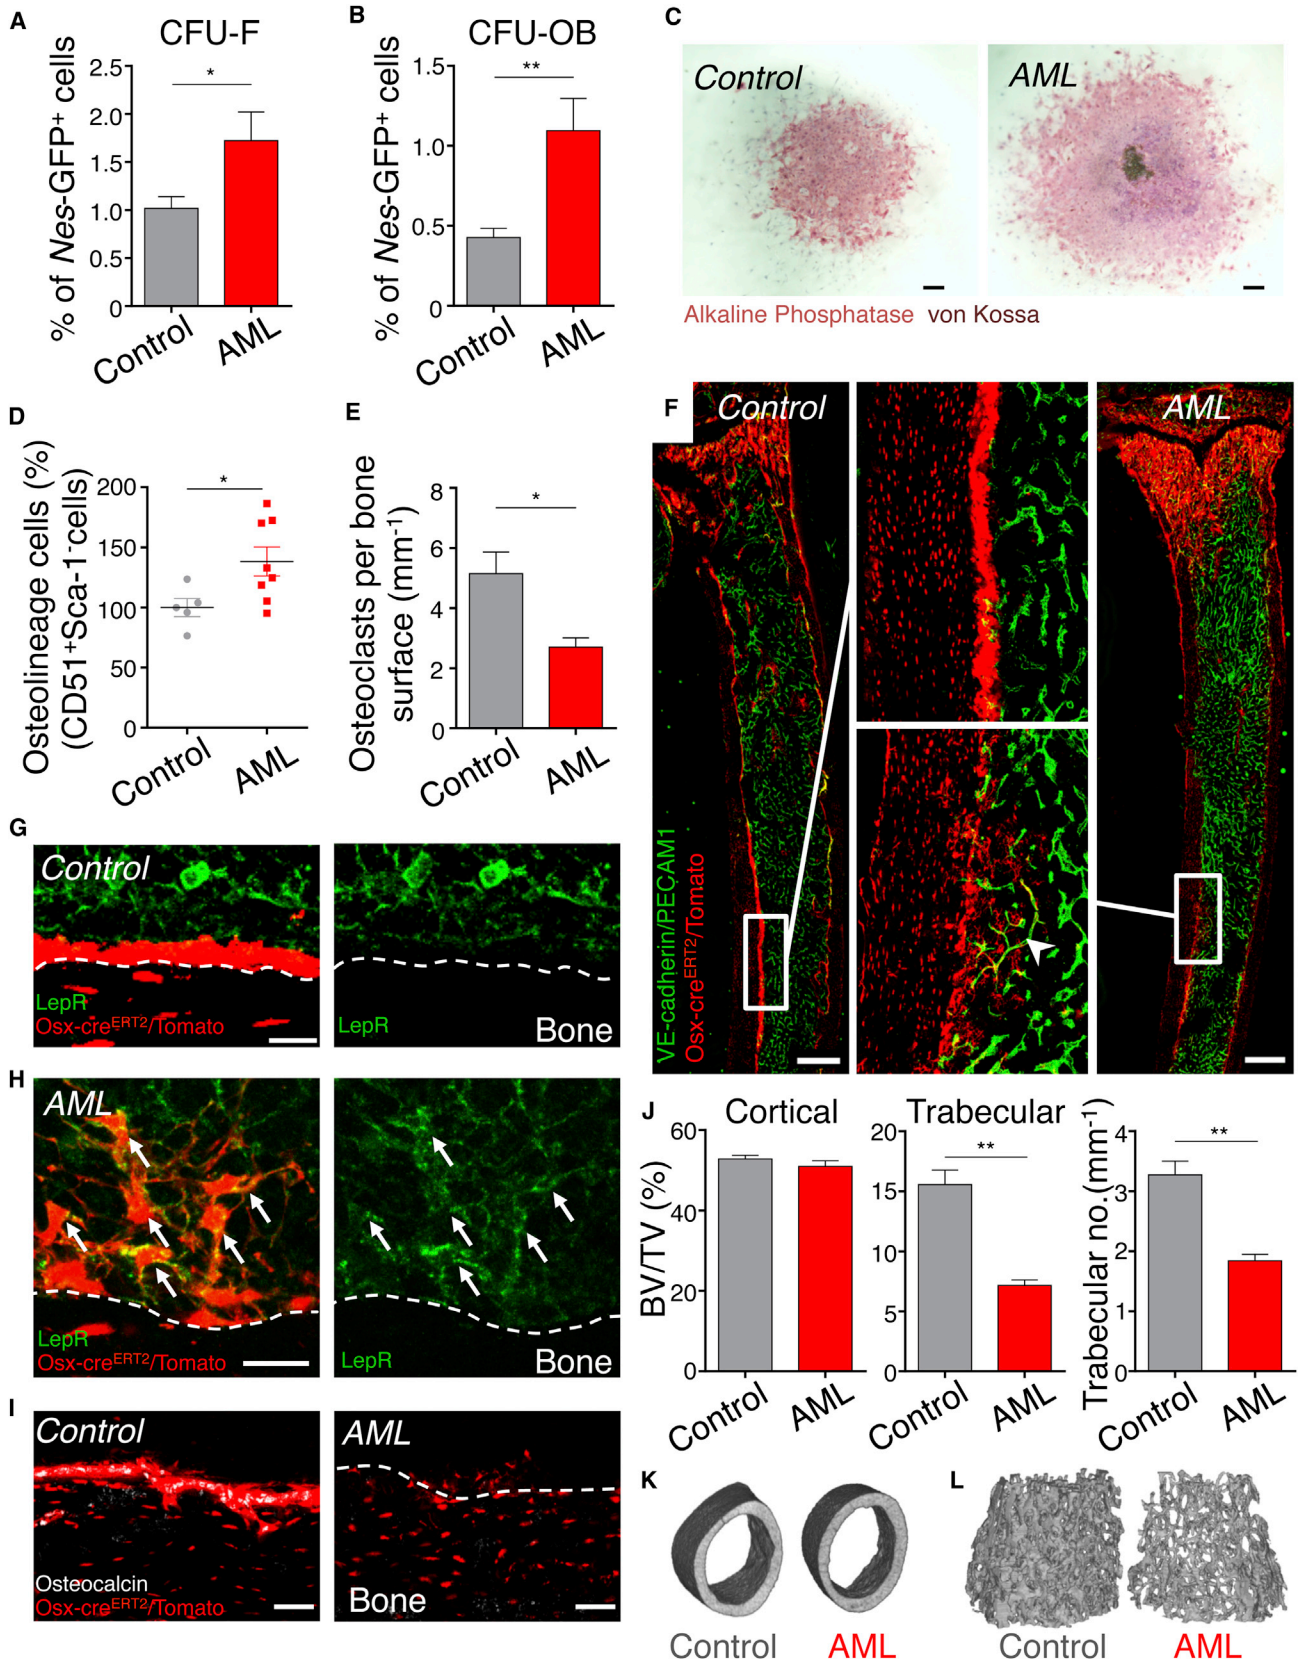 A
CFU-F
% of Nes-GFP⁺ cells
2.5
2.0
1.5
1.0
0.5
0
*
Control
AML
B
CFU-OB
% of Nes-GFP⁺ cells
1.5
1.0
0.5
0
**
Control
AML
C
Control
AML
Alkaline Phosphatase von Kossa
D
Osteolineage cells (%)
(CD51⁺Sca-1⁻cells)
200
150
100
50
0
*
Control
AML
E
Osteoclasts per bone
surface (mm⁻¹)
8
6
4
2
0
*
Control
AML
F
Control
AML
VE-cadherin/PECAM1
Osx-creᴱᴿᵀ²/Tomato
G
Control
LepR
Osx-creᴱᴿᵀ²/Tomato
LepR
Bone
H
AML
LepR
Osx-creᴱᴿᵀ²/Tomato
LepR
Bone
I
Control
Osteocalcin
Osx-creᴱᴿᵀ²/Tomato
AML
Bone
J
Cortical
BV/TV (%)
60
40
20
0
Control
AML
Trabecular
20
15
10
5
0
**
Control
AML
Trabecular no.(mm⁻¹)
4
3
2
1
0
**
Control
AML
K
Control
AML
L
Control
AML